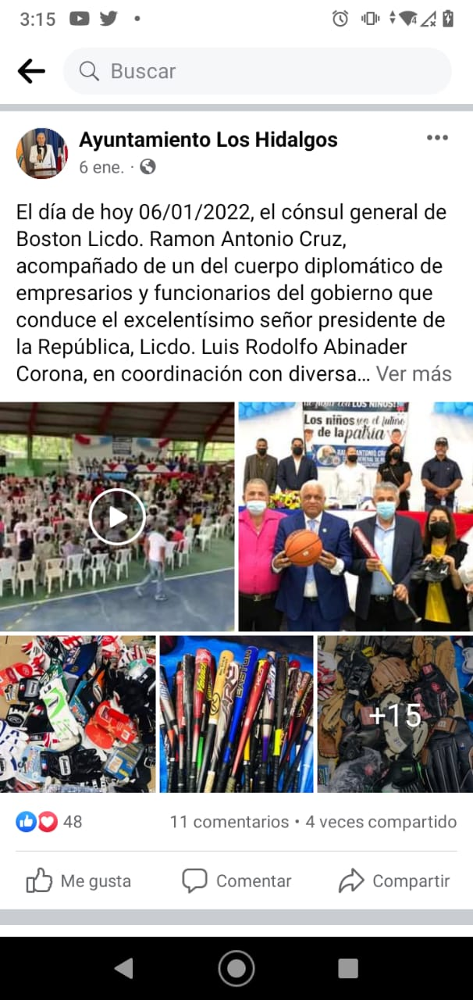 3:15
Buscar
Ayuntamiento Los Hidalgos
6 ene. ·
El día de hoy 06/01/2022, el cónsul general de
Boston Licdo. Ramon Antonio Cruz,
acompañado de un del cuerpo diplomático de
empresarios y funcionarios del gobierno que
conduce el excelentísimo señor presidente de
la República, Licdo. Luis Rodolfo Abinader
Corona, en coordinación con diversa... Ver más
LOS NIÑOS!
Los niños son el futuro
de la patria
ANTONIO CRUZ
EASTON
+15
48
11 comentarios • 4 veces compartido
Me gusta
Comentar
Compartir